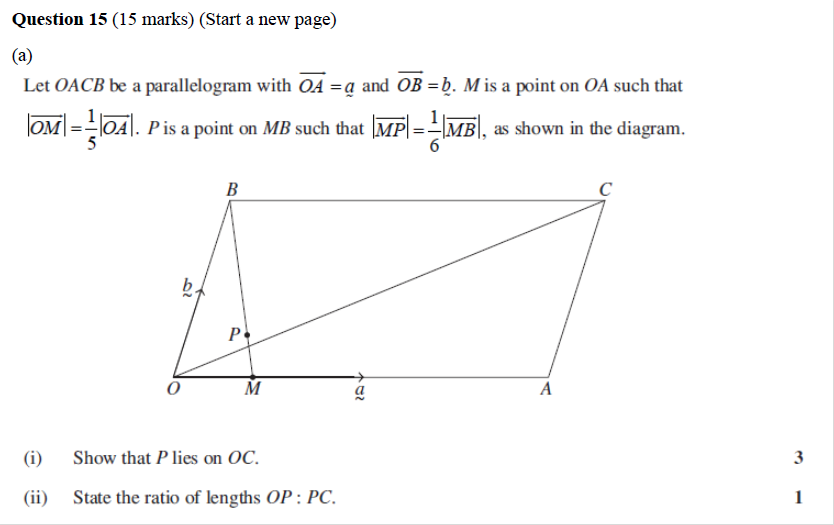 Question 15 (15 marks) (Start a new page)
(a)
Let OACB be a parallelogram with $\overrightarrow{OA} = \underset{\sim}{a}$ and $\overrightarrow{OB} = \underset{\sim}{b}$. M is a point on OA such that
$|\overrightarrow{OM}| = \frac{1}{5}|\overrightarrow{OA}|$. P is a point on MB such that $|\overrightarrow{MP}| = \frac{1}{6}|\overrightarrow{MB}|$, as shown in the diagram.
B C
$\underset{\sim}{b}$
P
O M $\underset{\sim}{a}$ A
(i) Show that P lies on OC. 3
(ii) State the ratio of lengths OP : PC. 1